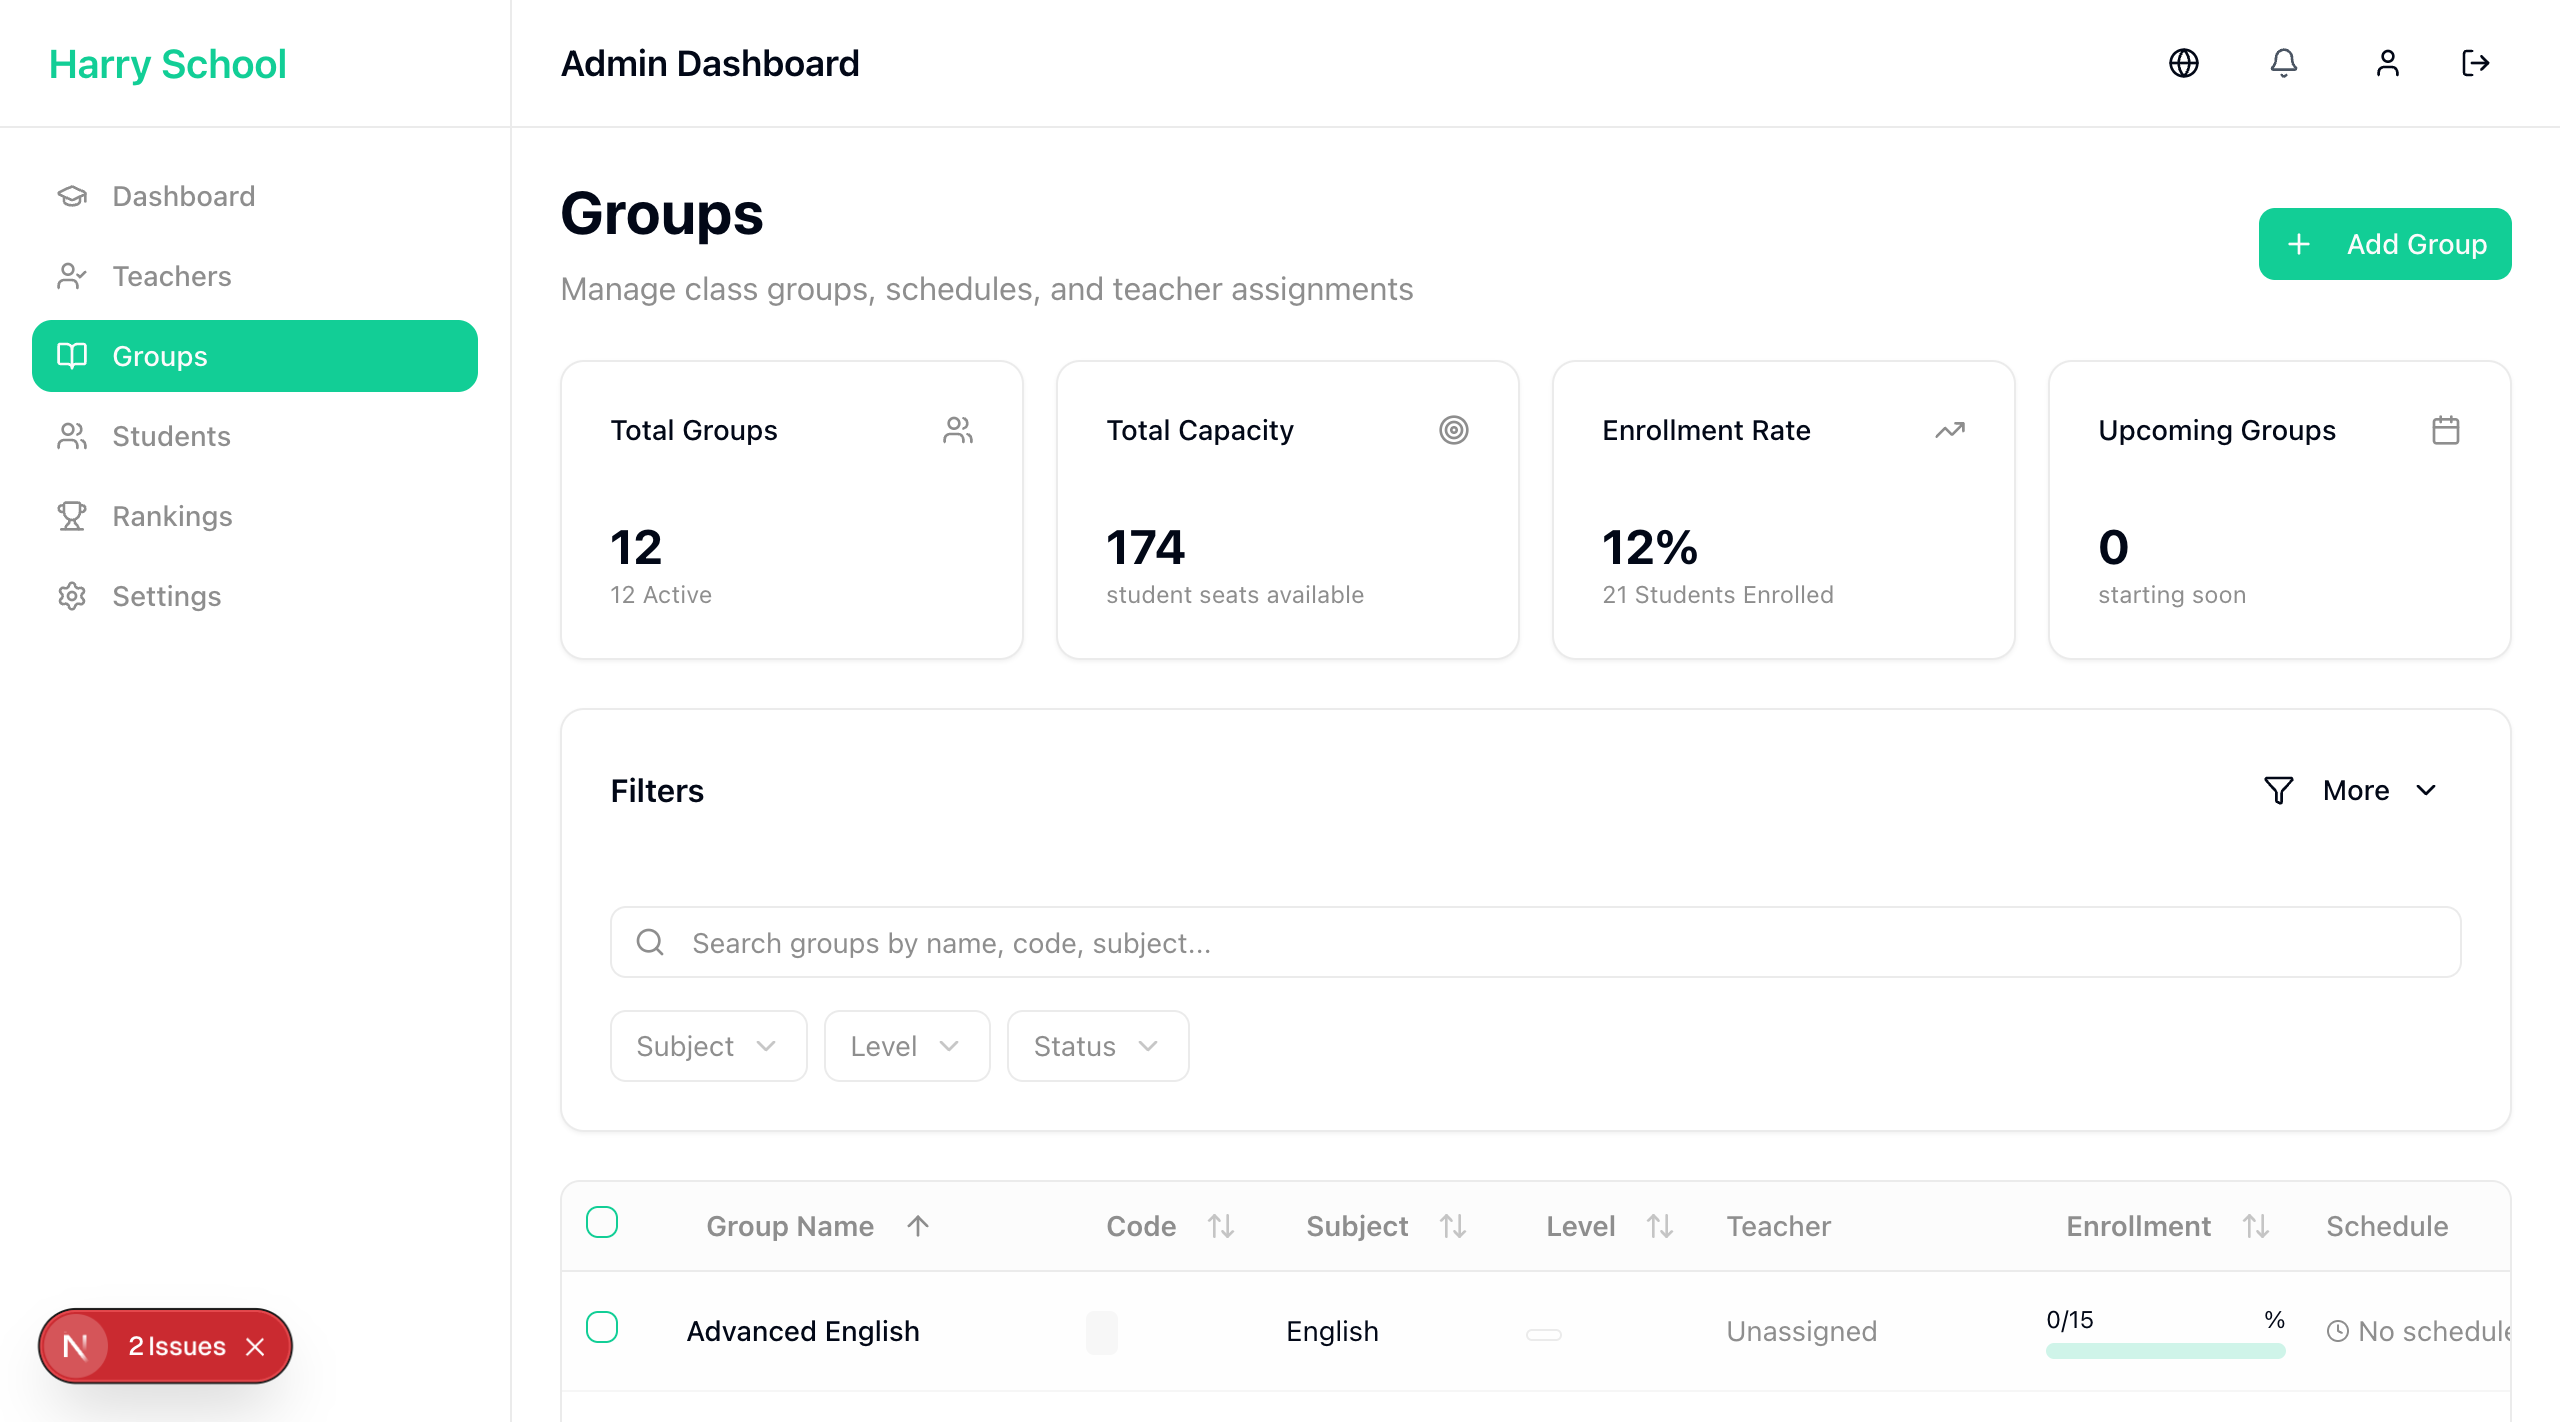 Harry School
Admin Dashboard
Dashboard
Teachers
Groups
Students
Rankings
Settings
Groups
Manage class groups, schedules, and teacher assignments
Add Group
Total Groups
12
12 Active
Total Capacity
174
student seats available
Enrollment Rate
12%
21 Students Enrolled
Upcoming Groups
0
starting soon
Filters
More
Search groups by name, code, subject...
Subject
Level
Status
Group Name Code Subject Level Teacher Enrollment Schedule
Advanced English English Unassigned 0/15 % No schedule
N 2 Issues